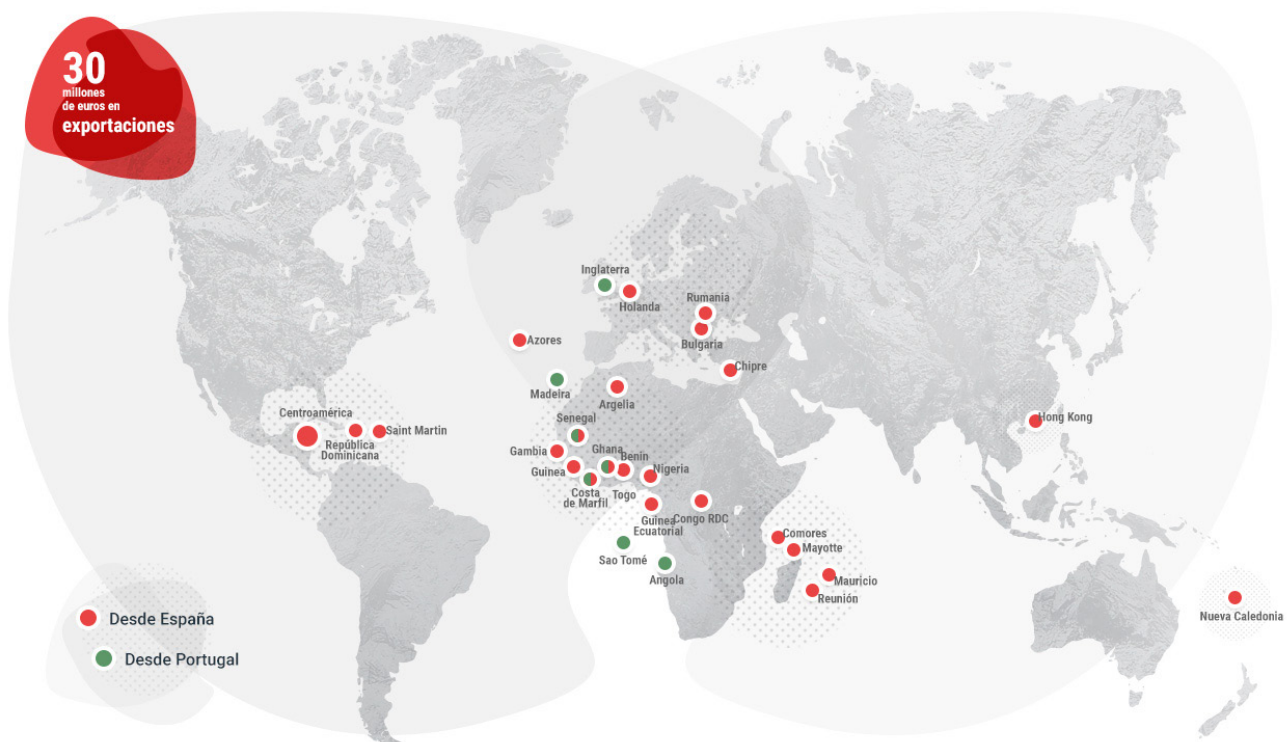 30
millones
de euros en
exportaciones
Inglaterra
Holanda
Rumanía
Bulgaria
Azores
Chipre
Madeira
Argelia
Centroamérica
República
Dominicana
Saint Martin
Senegal
Gambia
Ghana
Benin
Guinea
Nigeria
Costa
de Marfil
Togo
Guinea
Ecuatorial
Congo RDC
Hong Kong
Sao Tomé
Angola
Comores
Mayotte
Mauricio
Reunión
Nueva Caledonia
Desde España
Desde Portugal